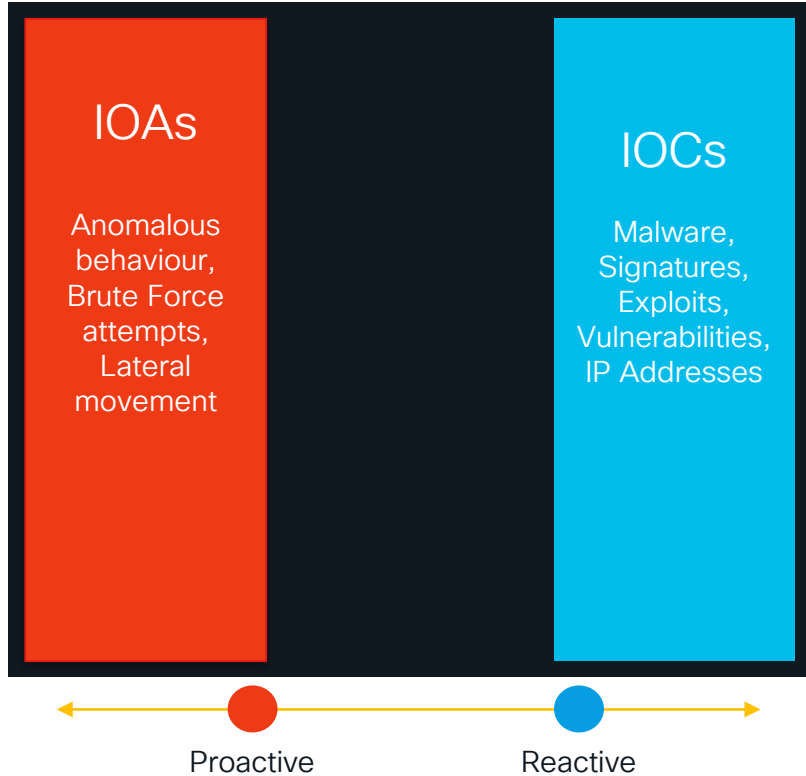 IOAs
Anomalous
behaviour,
Brute Force
attempts,
Lateral
movement
IOCs
Malware,
Signatures,
Exploits,
Vulnerabilities,
IP Addresses
Proactive
Reactive